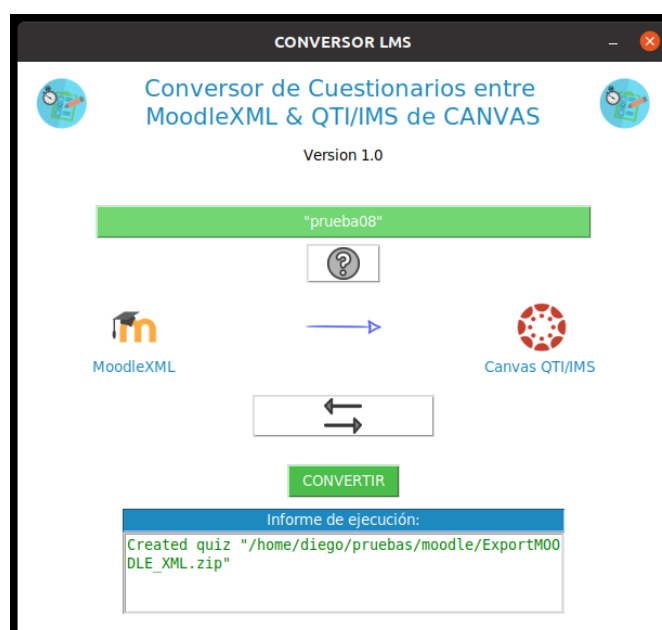 CONVERSOR LMS
Conversor de Cuestionarios entre
MoodleXML & QTI/IMS de CANVAS
Version 1.0
"prueba08"
MoodleXML
Canvas QTI/IMS
CONVERTIR
Informe de ejecución:
Created quiz "/home/diego/pruebas/moodle/ExportMOO
DLE_XML.zip"